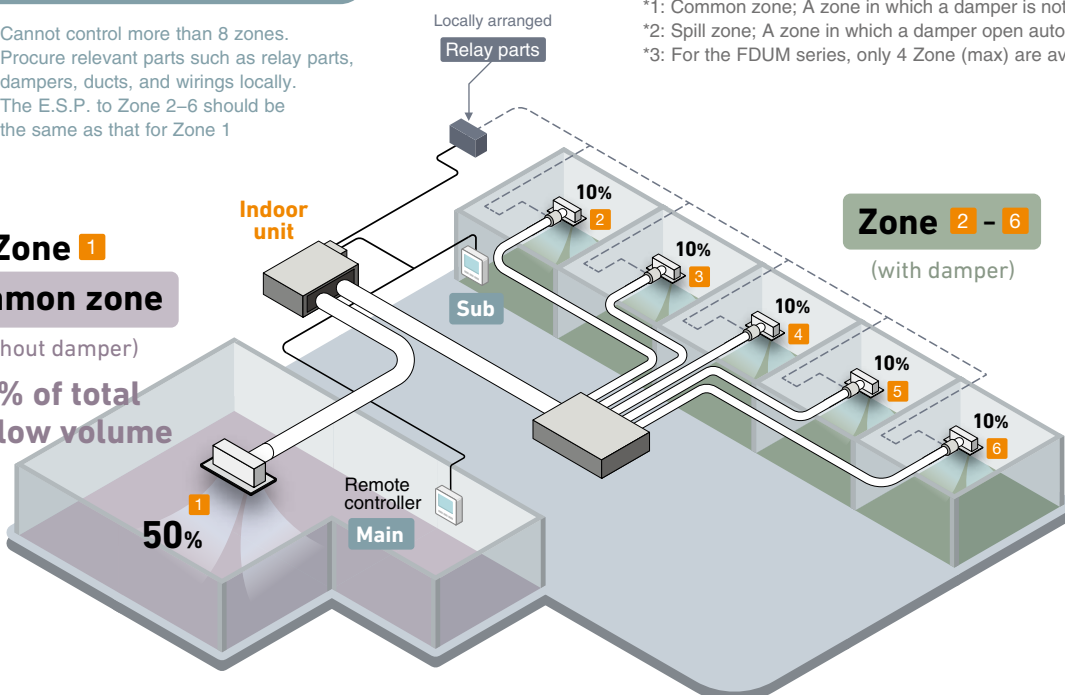 *1: Common zone; A zone in which a damper is not
*2: Spill zone; A zone in which a damper open auto
*3: For the FDUM series, only 4 Zone (max) are av
Cannot control more than 8 zones.
Procure relevant parts such as relay parts,
dampers, ducts, and wirings locally.
The E.S.P. to Zone 2–6 should be
the same as that for Zone 1
Locally arranged
Relay parts
Indoor
unit
Zone 1
mmon zone
hout damper)
% of total
low volume
Zone 2 - 6
(with damper)
10% 2
10% 3
10% 4
10% 5
10% 6
Sub
Remote
controller
Main
1
50%